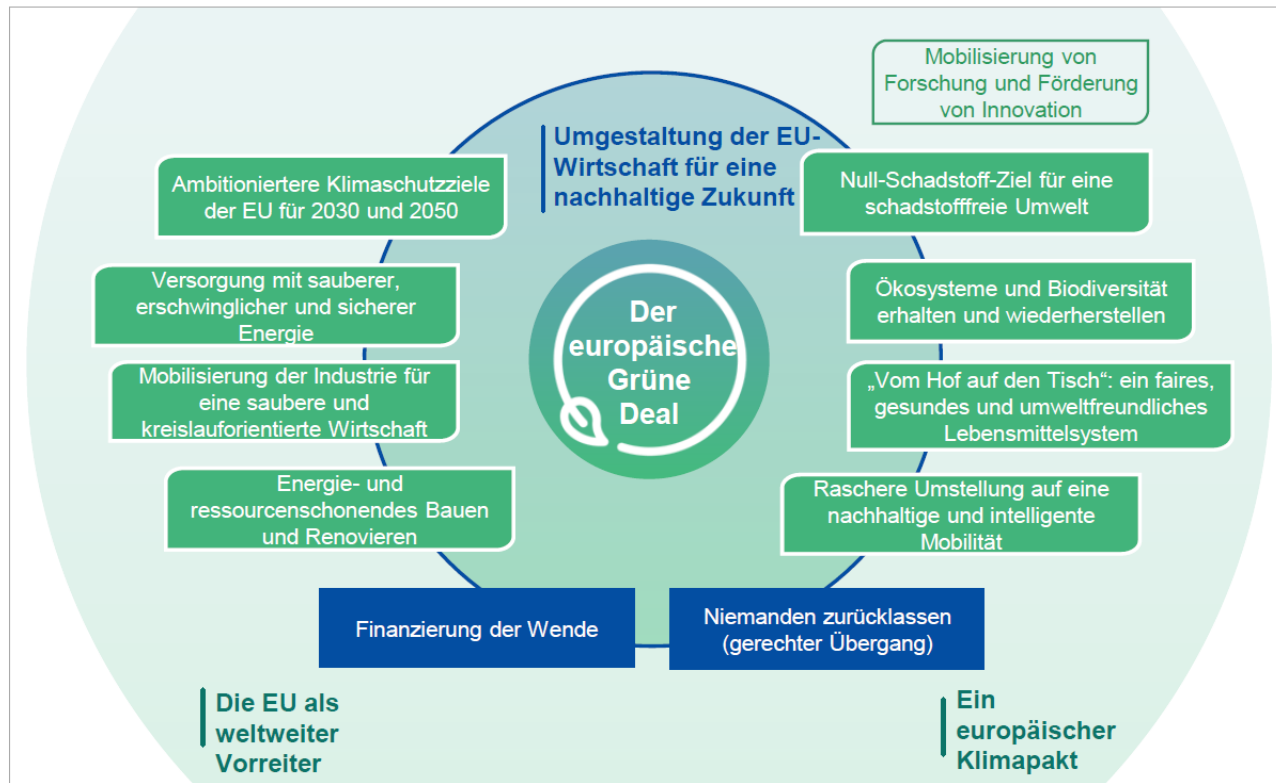 Mobilisierung von
Forschung und Förderung
von Innovation
Umgestaltung der EU-
Wirtschaft für eine
nachhaltige Zukunft
Ambitioniertere Klimaschutzziele
der EU für 2030 und 2050
Null-Schadstoff-Ziel für eine
schadstofffreie Umwelt
Versorgung mit sauberer,
erschwinglicher und sicherer
Energie
Ökosysteme und Biodiversität
erhalten und wiederherstellen
Der
europäische
Grüne
Deal
Mobilisierung der Industrie für
eine saubere und
kreislauforientierte Wirtschaft
„Vom Hof auf den Tisch“: ein faires,
gesundes und umweltfreundliches
Lebensmittelsystem
Energie- und
ressourcenschonendes Bauen
und Renovieren
Raschere Umstellung auf eine
nachhaltige und intelligente
Mobilität
Finanzierung der Wende
Niemanden zurücklassen
(gerechter Übergang)
Die EU als
weltweiter
Vorreiter
Ein
europäischer
Klimapakt